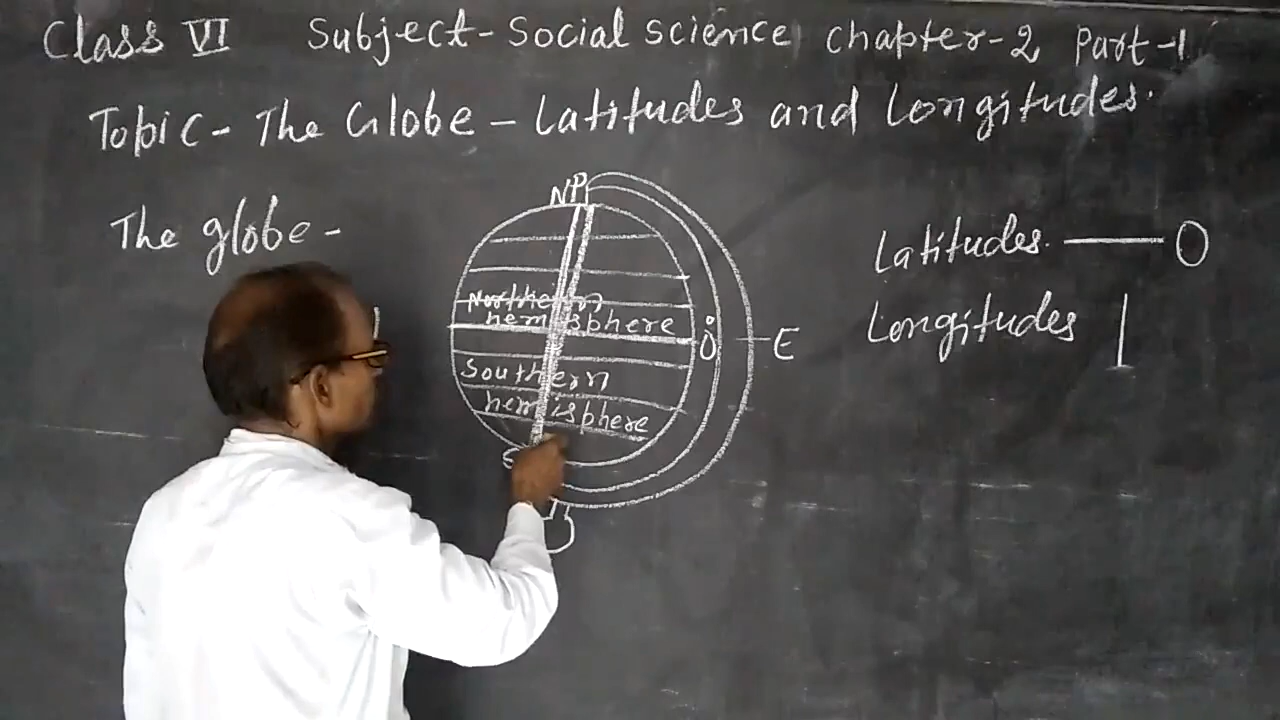 Class VI Subject-Social science Chapter-2 Part-1
Topic- The Globe - Latitudes and Longitudes.
The globe-
NP
Northern
hemisphere
0°
E
Southern
hemisphere
S
Latitudes.
Longitudes